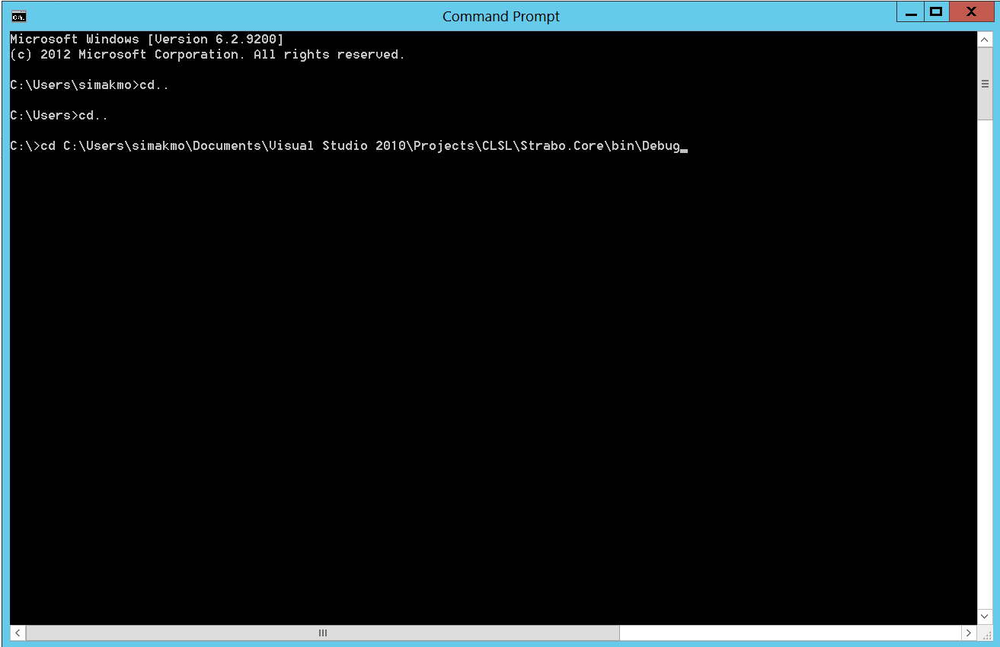 Command Prompt
Microsoft Windows [Version 6.2.9200]
(c) 2012 Microsoft Corporation. All rights reserved.
C:\Users\simakmo>cd..
C:\Users>cd..
C:\>cd C:\Users\simakmo\Documents\Visual Studio 2010\Projects\CLSL\Strabo.Core\bin\Debug